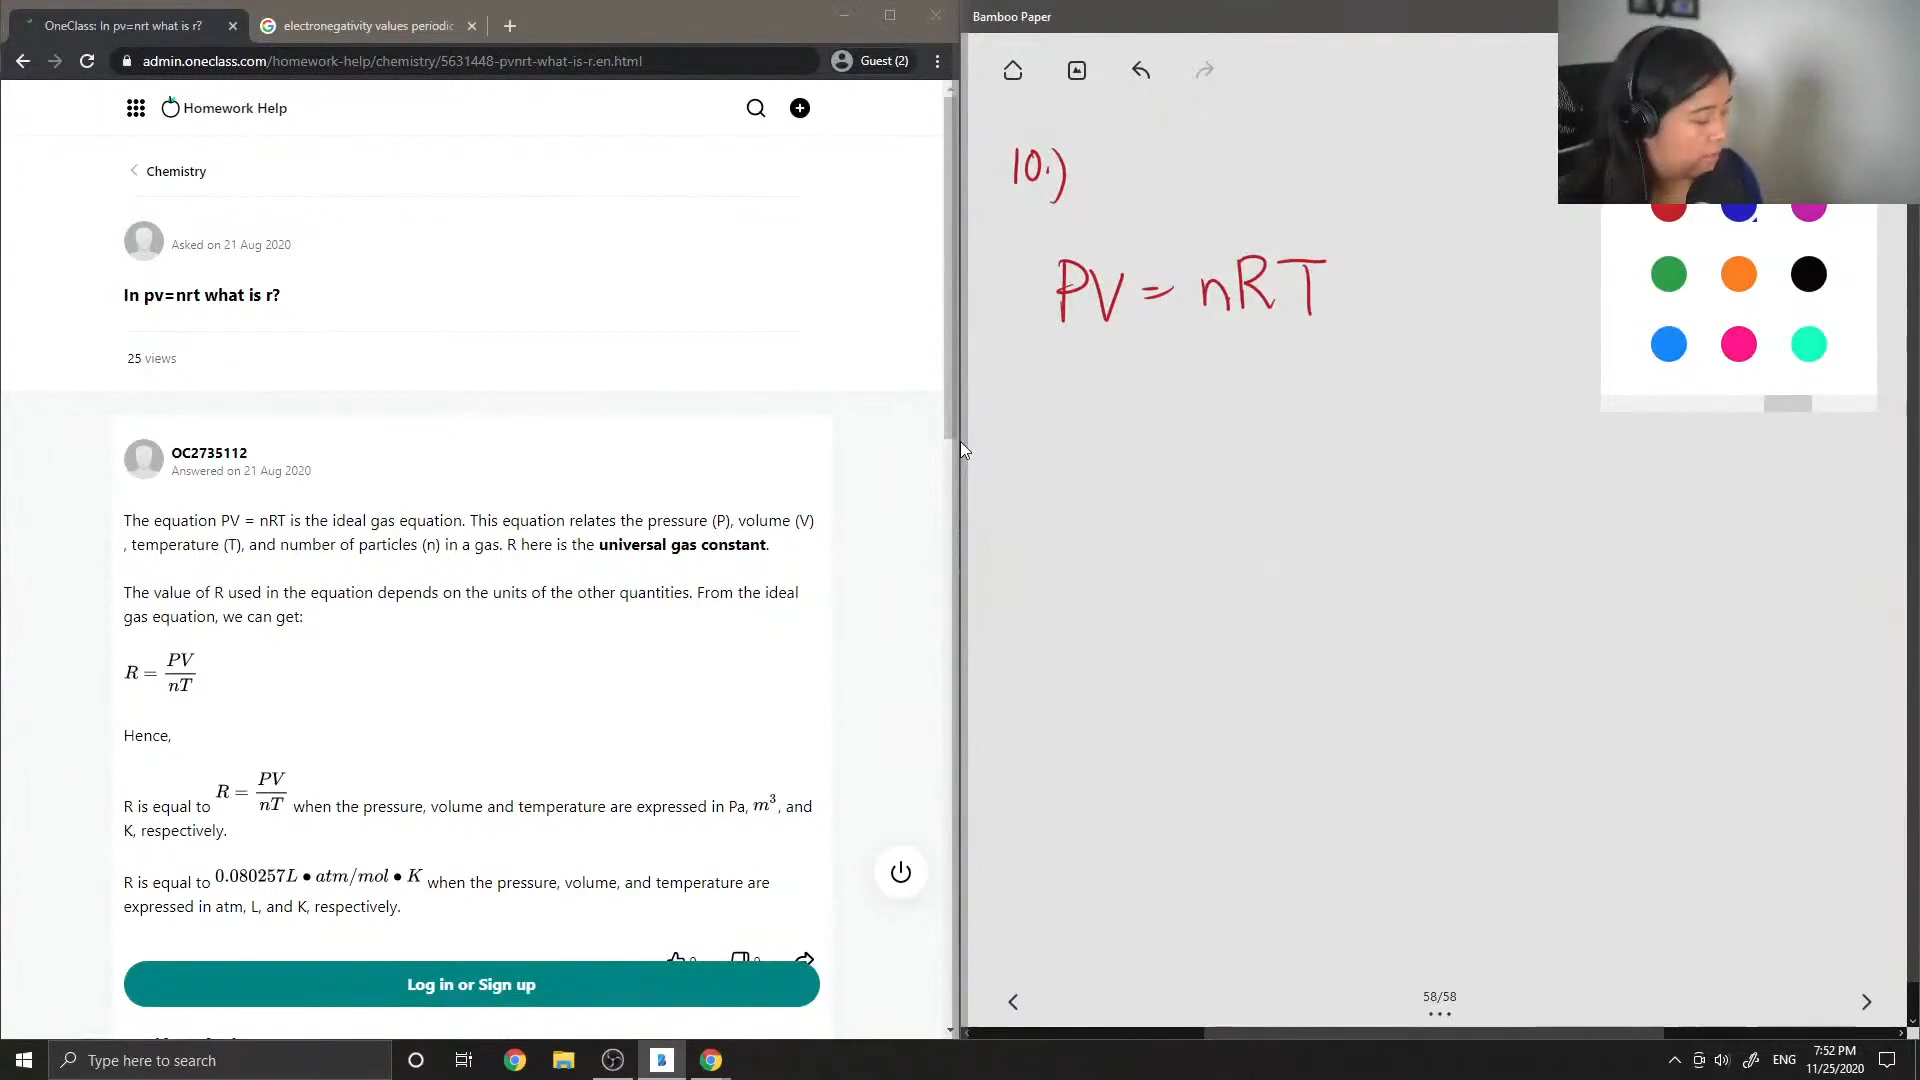 OneClass: In pv=nrt what is r?
electronegativity values periodic
admin.oneclass.com/homework-help/chemistry/5631448-pvnrt-what-is-r.en.html
Guest (2)
Homework Help
Chemistry
Asked on 21 Aug 2020
In pv=nrt what is r?
25 views
OC2735112
Answered on 21 Aug 2020
The equation PV = nRT is the ideal gas equation. This equation relates the pressure (P), volume (V)
, temperature (T), and number of particles (n) in a gas. R here is the universal gas constant.
The value of R used in the equation depends on the units of the other quantities. From the ideal
gas equation, we can get:
R = PV/nT
Hence,
R is equal to R = PV/nT when the pressure, volume and temperature are expressed in Pa, m³, and
K, respectively.
R is equal to 0.080257L • atm/mol • K when the pressure, volume, and temperature are
expressed in atm, L, and K, respectively.
Log in or Sign up
Bamboo Paper
10.)
PV = nRT
58/58
Type here to search
ENG
7:52 PM
11/25/2020